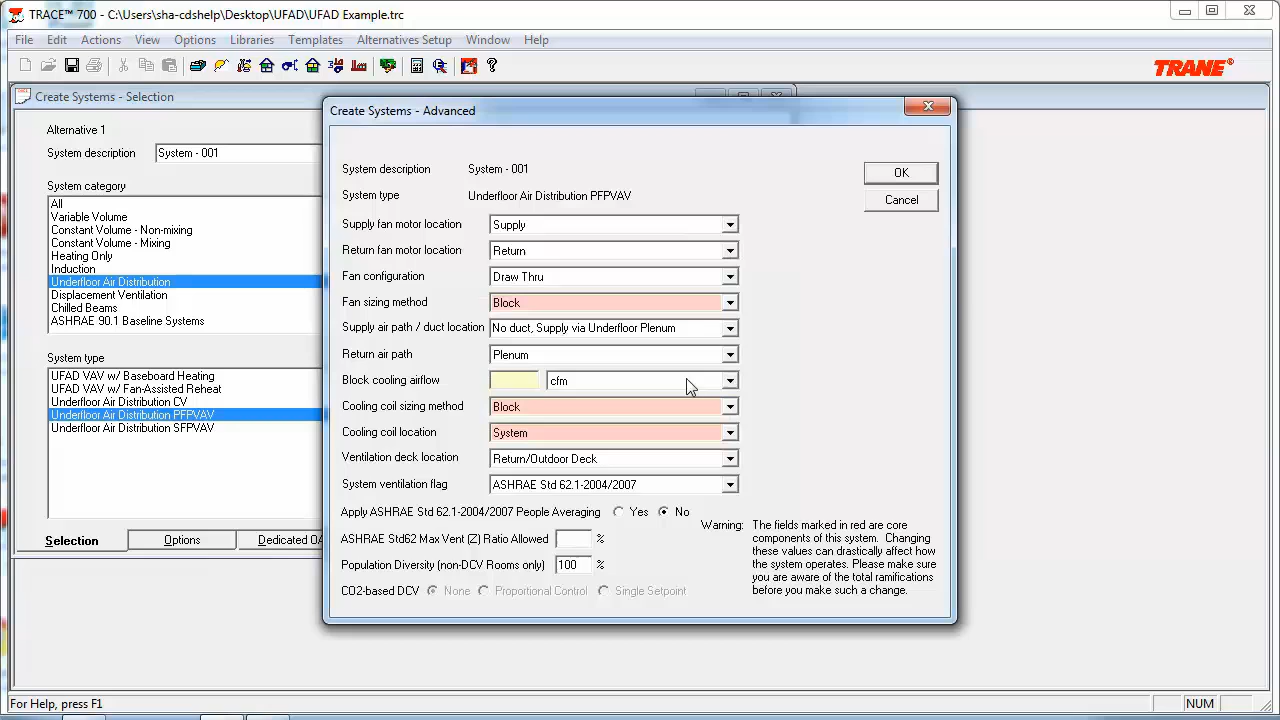 TRACE™ 700 - C:\Users\sha-cdshelp\Desktop\UFAD\UFAD Example.trc
File Edit Actions View Options Libraries Templates Alternatives Setup Window Help
TRANE®
Create Systems - Selection
Alternative 1
System description System - 001
System category
All
Variable Volume
Constant Volume - Non-mixing
Constant Volume - Mixing
Heating Only
Induction
Underfloor Air Distribution
Displacement Ventilation
Chilled Beams
ASHRAE 90.1 Baseline Systems
System type
UFAD VAV w/ Baseboard Heating
UFAD VAV w/ Fan-Assisted Reheat
Underfloor Air Distribution CV
Underfloor Air Distribution PFPVAV
Underfloor Air Distribution SFPVAV
Selection Options Dedicated OA
Create Systems - Advanced
System description System - 001
System type Underfloor Air Distribution PFPVAV
OK
Cancel
Supply fan motor location Supply
Return fan motor location Return
Fan configuration Draw Thru
Fan sizing method Block
Supply air path / duct location No duct, Supply via Underfloor Plenum
Return air path Plenum
Block cooling airflow cfm
Cooling coil sizing method Block
Cooling coil location System
Ventilation deck location Return/Outdoor Deck
System ventilation flag ASHRAE Std 62.1-2004/2007
Apply ASHRAE Std 62.1-2004/2007 People Averaging Yes No
ASHRAE Std62 Max Vent (Z) Ratio Allowed %
Population Diversity (non-DCV Rooms only) 100 %
CO2-based DCV None Proportional Control Single Setpoint
Warning: The fields marked in red are core
components of this system. Changing
these values can drastically affect how
the system operates. Please make sure
you are aware of the total ramifications
before you make such a change.
For Help, press F1
NUM